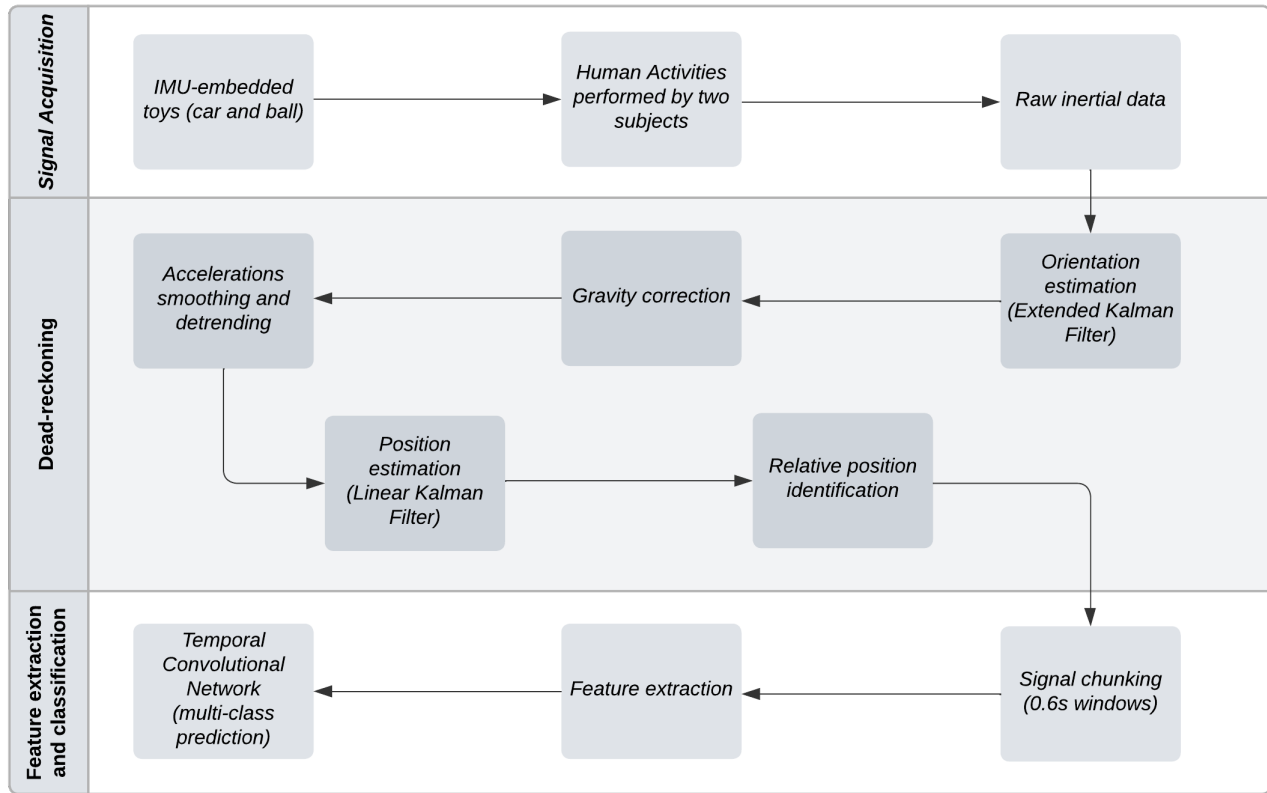 Signal Acquisition
IMU-embedded
toys (car and ball)
Human Activities
performed by two
subjects
Raw inertial data
Dead-reckoning
Orientation
estimation
(Extended Kalman
Filter)
Gravity correction
Accelerations
smoothing and
detrending
Position
estimation
(Linear Kalman
Filter)
Relative position
identification
Feature extraction
and classification
Signal chunking
(0.6s windows)
Feature extraction
Temporal
Convolutional
Network
(multi-class
prediction)